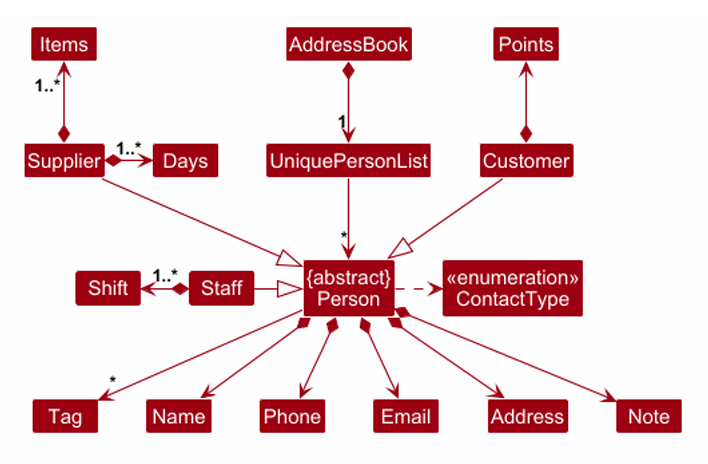 Items
AddressBook
Points
1..*
1
Supplier
1..*
Days
UniquePersonList
Customer
*
Shift
1..*
Staff
{abstract}
Person
«enumeration»
ContactType
*
Tag
Name
Phone
Email
Address
Note